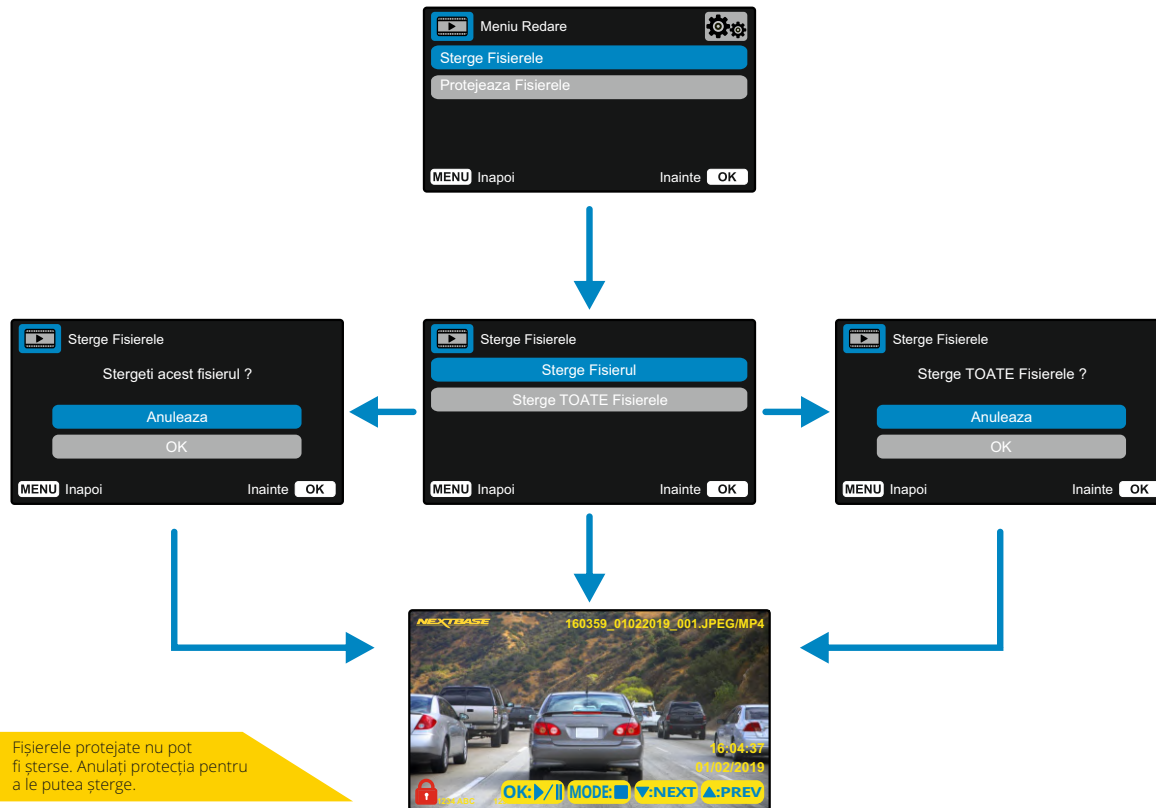 Meniu Redare
Sterge Fisierele
Protejeaza Fisierele
MENU Inapoi Inainte OK
Sterge Fisierele
Stergeti acest fisierul ?
Anuleaza
OK
MENU Inapoi Inainte OK
Sterge Fisierele
Sterge Fisierul
Sterge TOATE Fisierele
MENU Inapoi Inainte OK
Sterge Fisierele
Sterge TOATE Fisierele ?
Anuleaza
OK
MENU Inapoi Inainte OK
NEXTBASE 160359_01022019_001.JPEG/MP4
16:04:37
01/02/2019
OK:▶/|| MODE:■ ▼:NEXT ▲:PREV
Fișierele protejate nu pot
fi șterse. Anulați protecția pentru
a le putea șterge.